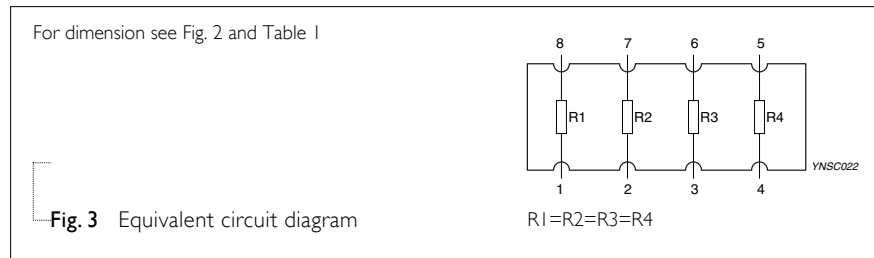 For dimension see Fig. 2 and Table 1
8 7 6 5
R1 R2 R3 R4
YNSC022
1 2 3 4
Fig. 3 Equivalent circuit diagram
R1=R2=R3=R4